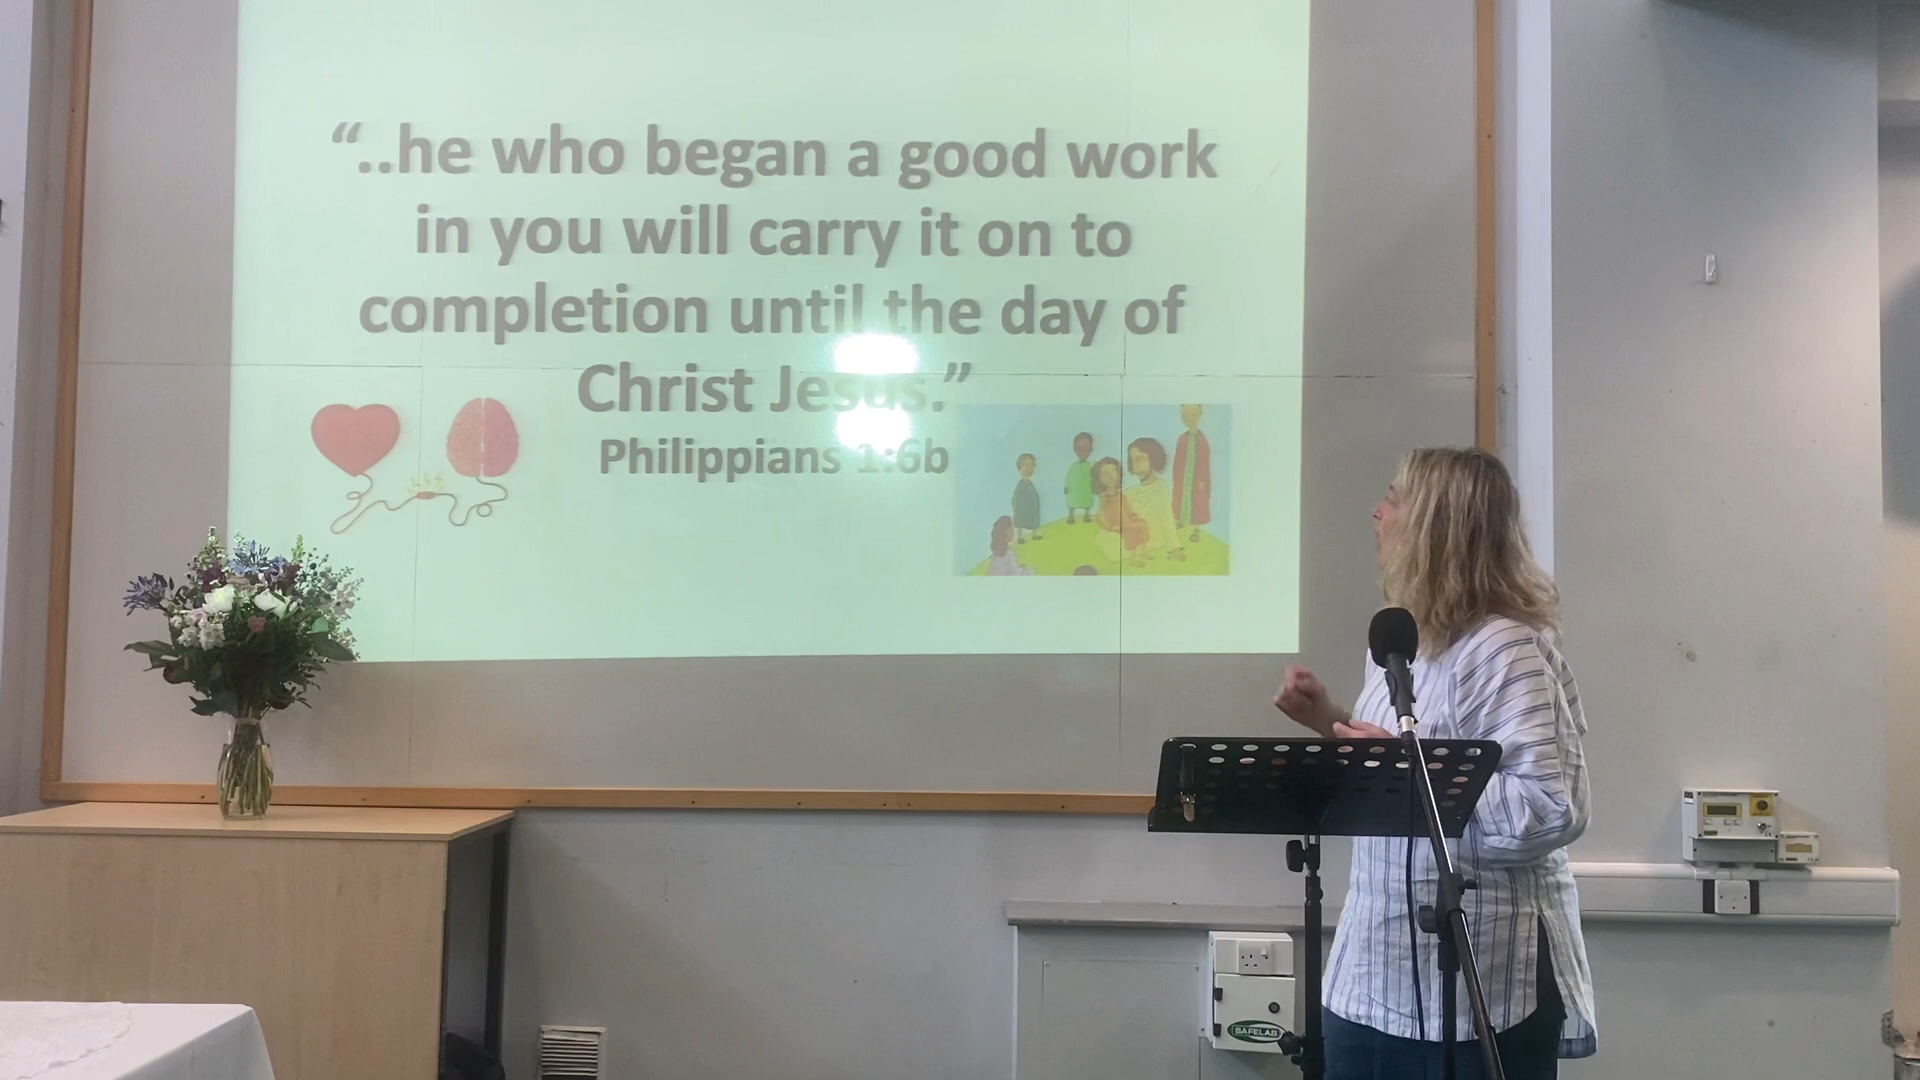 “..he who began a good work
in you will carry it on to
completion until the day of
Christ Jesus.”
Philippians 1:6b
SAFELAB